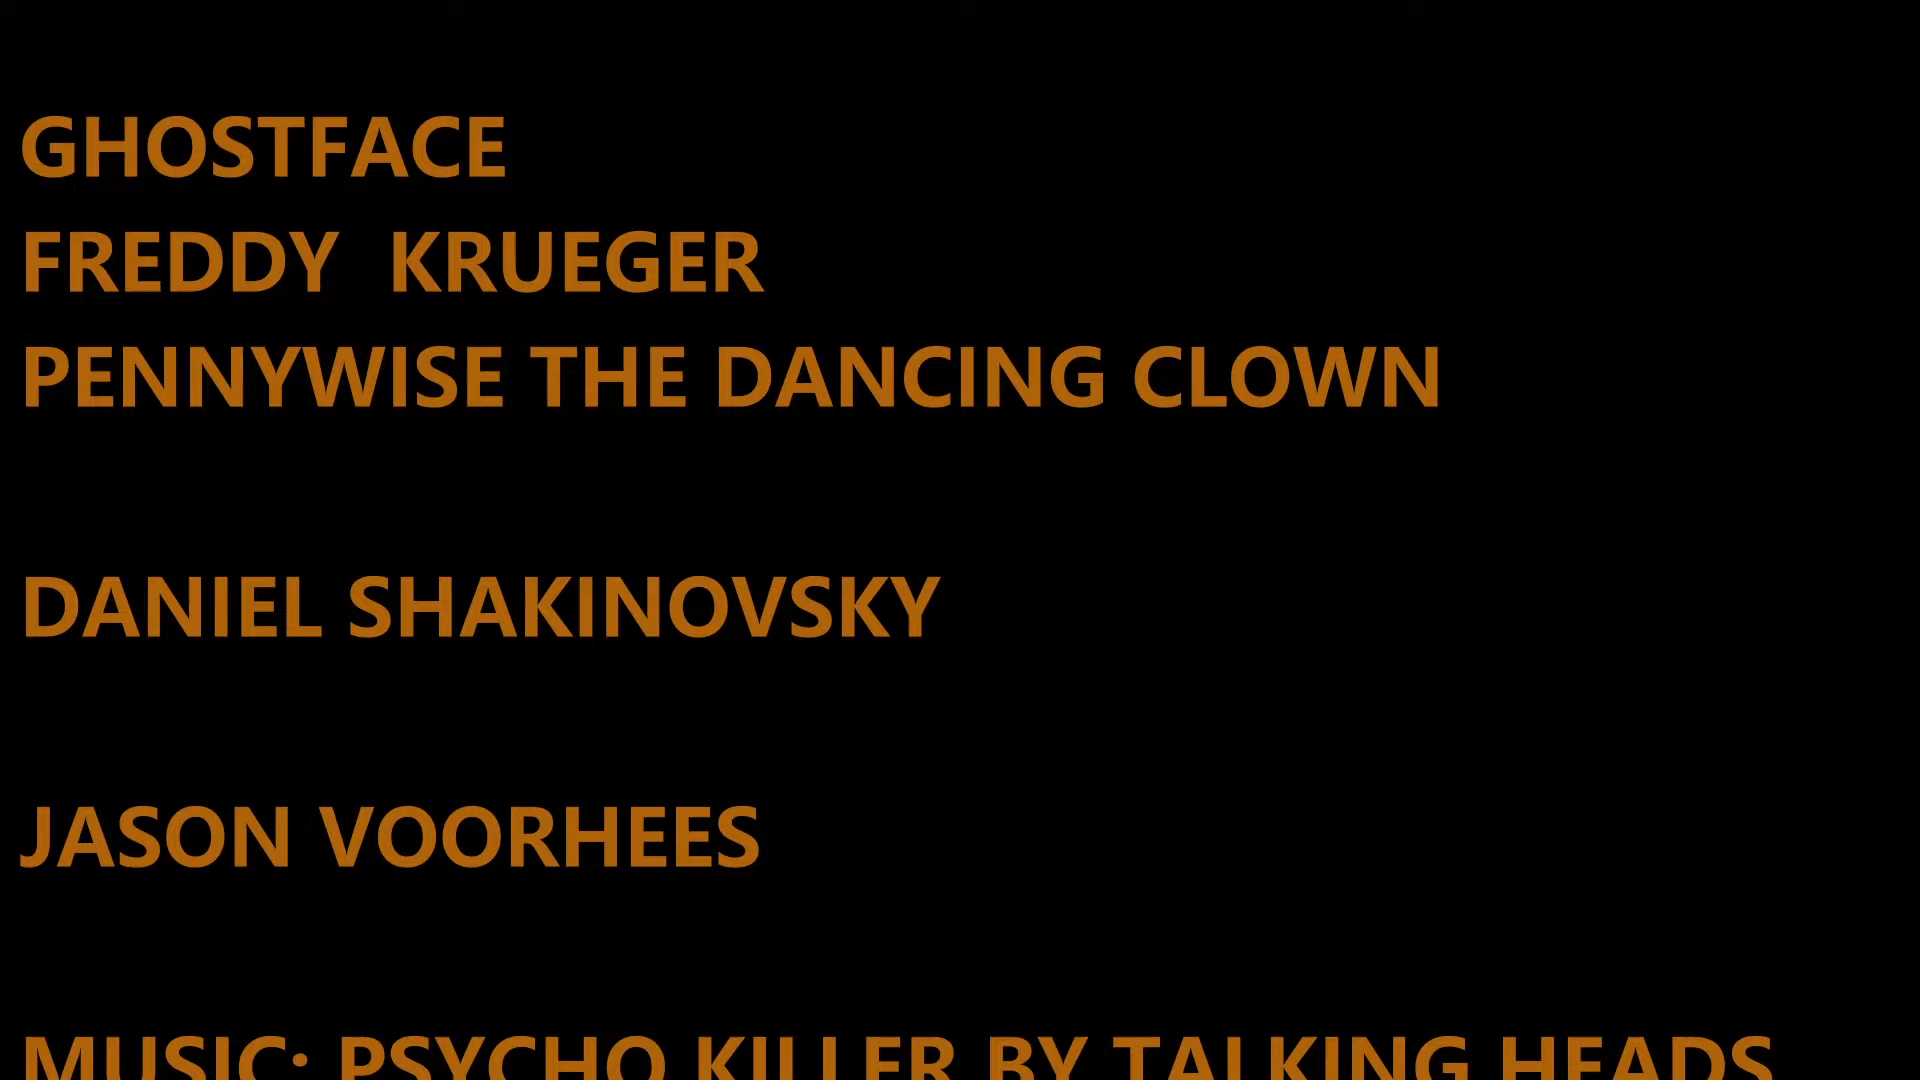 GHOSTFACE
FREDDY  KRUEGER
PENNYWISE THE DANCING CLOWN
DANIEL SHAKINOVSKY
JASON VOORHEES
MUSIC: PSYCHO KILLER BY TALKING HEADS